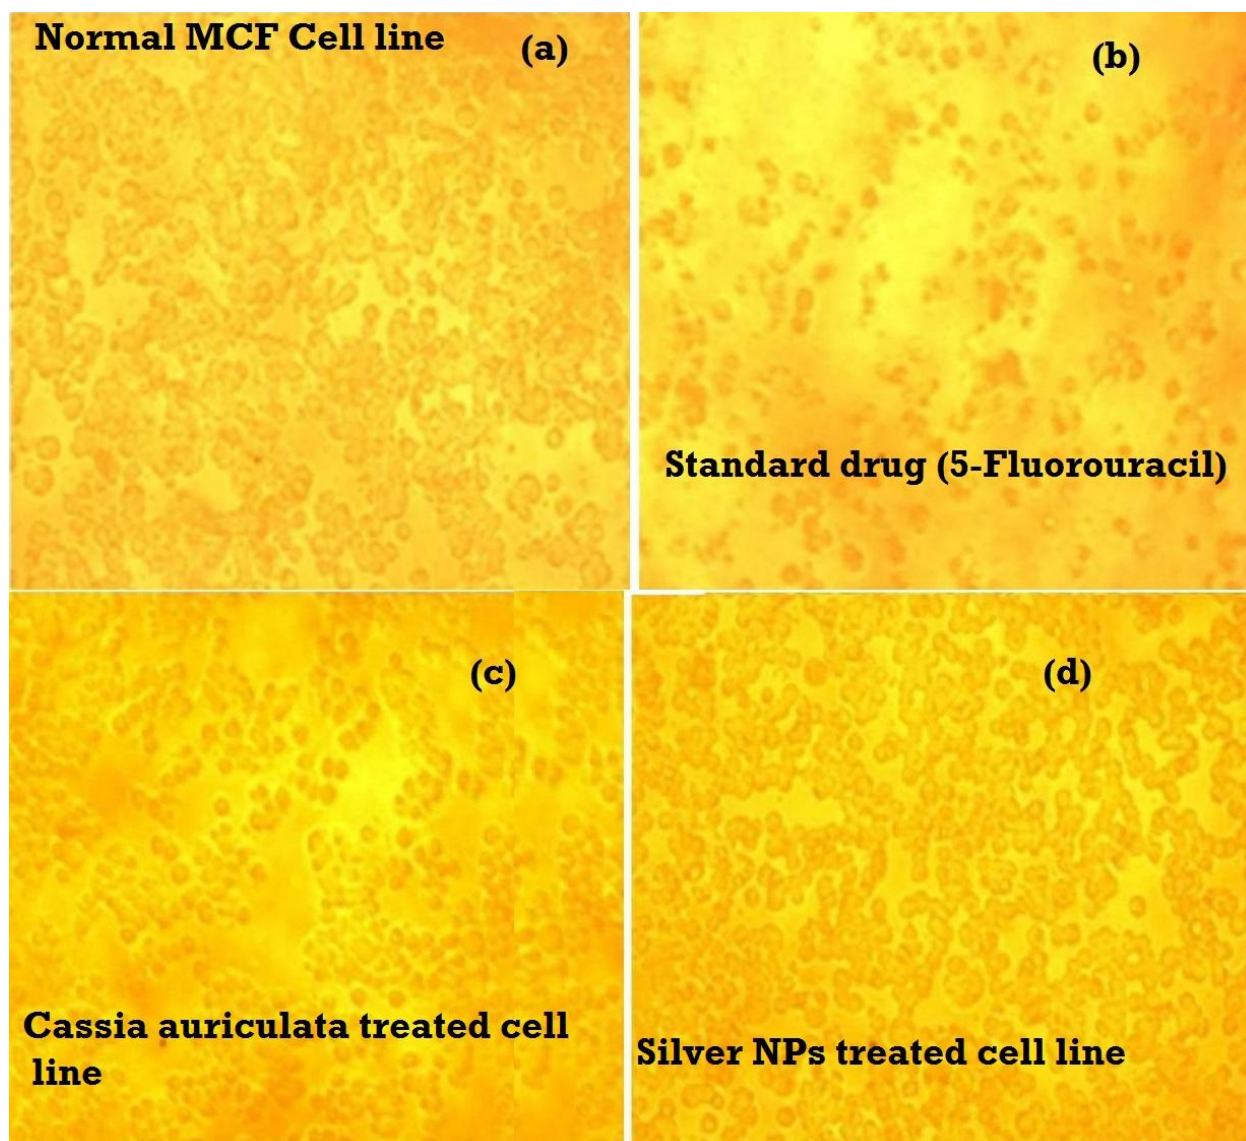 Normal MCF Cell line
(a)
(b)
Standard drug (5-Fluorouracil)
(c)
Cassia auriculata treated cell
line
(d)
Silver NPs treated cell line